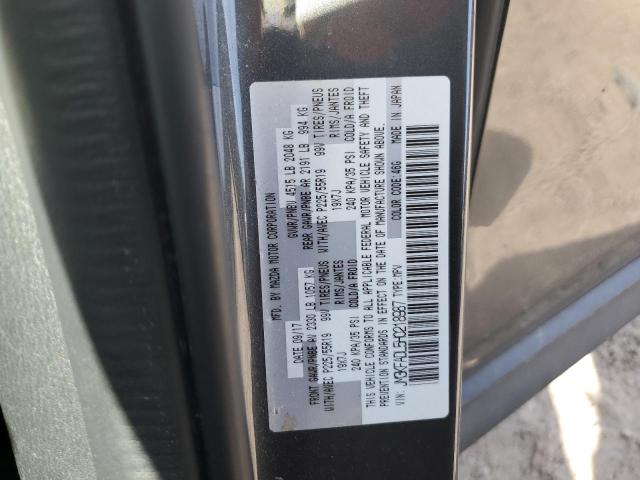 MFD. BY MAZDA MOTOR CORPORATION
DATE 09/17 GVWR/PNBV 4515 LB 2048 KG
FRONT GAWR/PNBE AV 2330 LB 1057 KG REAR GAWR/PNBE AR 2191 LB 994 KG
WITH/AVEC P225/55R19 99V TIRES/PNEUS WITH/AVEC P225/55R19 99V TIRES/PNEUS
19X7J RIMS/JANTES 19X7J RIMS/JANTES
240 KPA/35 PSI COLD/A FROID 240 KPA/35 PSI COLD/A FROID
THIS VEHICLE CONFORMS TO ALL APPLICABLE FEDERAL MOTOR VEHICLE SAFETY AND THEFT
PREVENTION STANDARDS IN EFFECT ON THE DATE OF MANUFACTURE SHOWN ABOVE.
COLOR CODE:46G MADE IN JAPAN
VIN: TYPE:MPV